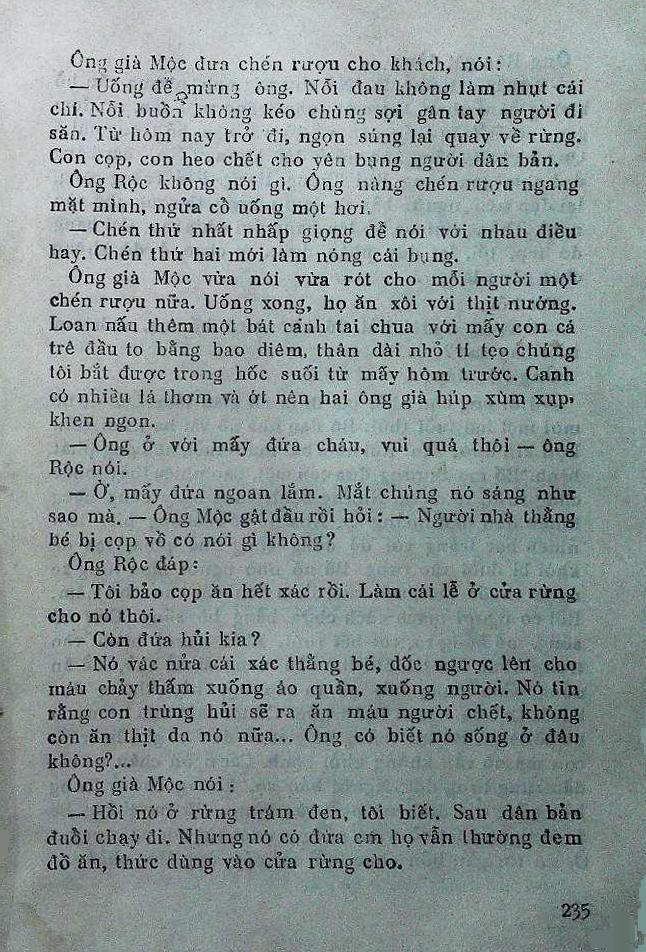 Ông già Mộc đưa chén rượu cho khách, nói:
— Uống để mừng ông. Nỗi đau không làm nhụt cái
chí. Nỗi buồn không kéo chùng sợi gân tay người đi
săn. Từ hôm nay trở đi, ngọn súng lại quay về rừng.
Con cọp, con heo chết cho yên bụng người dân bản.
Ông Rộc không nói gì. Ông nâng chén rượu ngang
mặt mình, ngửa cổ uống một hơi.
— Chén thứ nhất nhấp giọng để nói với nhau điều
hay. Chén thứ hai mới làm nóng cái bụng.
Ông già Mộc vừa nói vừa rót cho mỗi người một
chén rượu nữa. Uống xong, họ ăn xôi với thịt nướng.
Loan nấu thêm một bát canh tai chua với mấy con cá
trê đầu to bằng bao diêm, thân dài nhỏ tí tẹo chúng
tôi bắt được trong hốc suối từ mấy hôm trước. Canh
có nhiều lá thơm và ớt nên hai ông già húp xùm xụp,
khen ngon.
— Ông ở với mấy đứa cháu, vui quá thôi — ông
Rộc nói.
— Ờ, mấy đứa ngoan lắm. Mắt chúng nó sáng như
sao mà. — Ông Mộc gật đầu rồi hỏi: — Người nhà thằng
bé bị cọp vồ có nói gì không?
Ông Rộc đáp:
— Tôi bảo cọp ăn hết xác rồi. Làm cái lễ ở cửa rừng
cho nó thôi.
— Còn đứa hủi kia?
— Nó vác nửa cái xác thằng bé, dốc ngược lên cho
máu chảy thấm xuống áo quần, xuống người. Nó tin
rằng con trùng hủi sẽ ra ăn máu người chết, không
còn ăn thịt da nó nữa... Ông có biết nó sống ở đâu
không?...
Ông già Mộc nói:
— Hồi nó ở rừng trám đen, tôi biết. Sau dân bản
đuổi chạy đi. Nhưng nó có đứa em họ vẫn thường đem
đồ ăn, thức dùng vào cửa rừng cho.
235